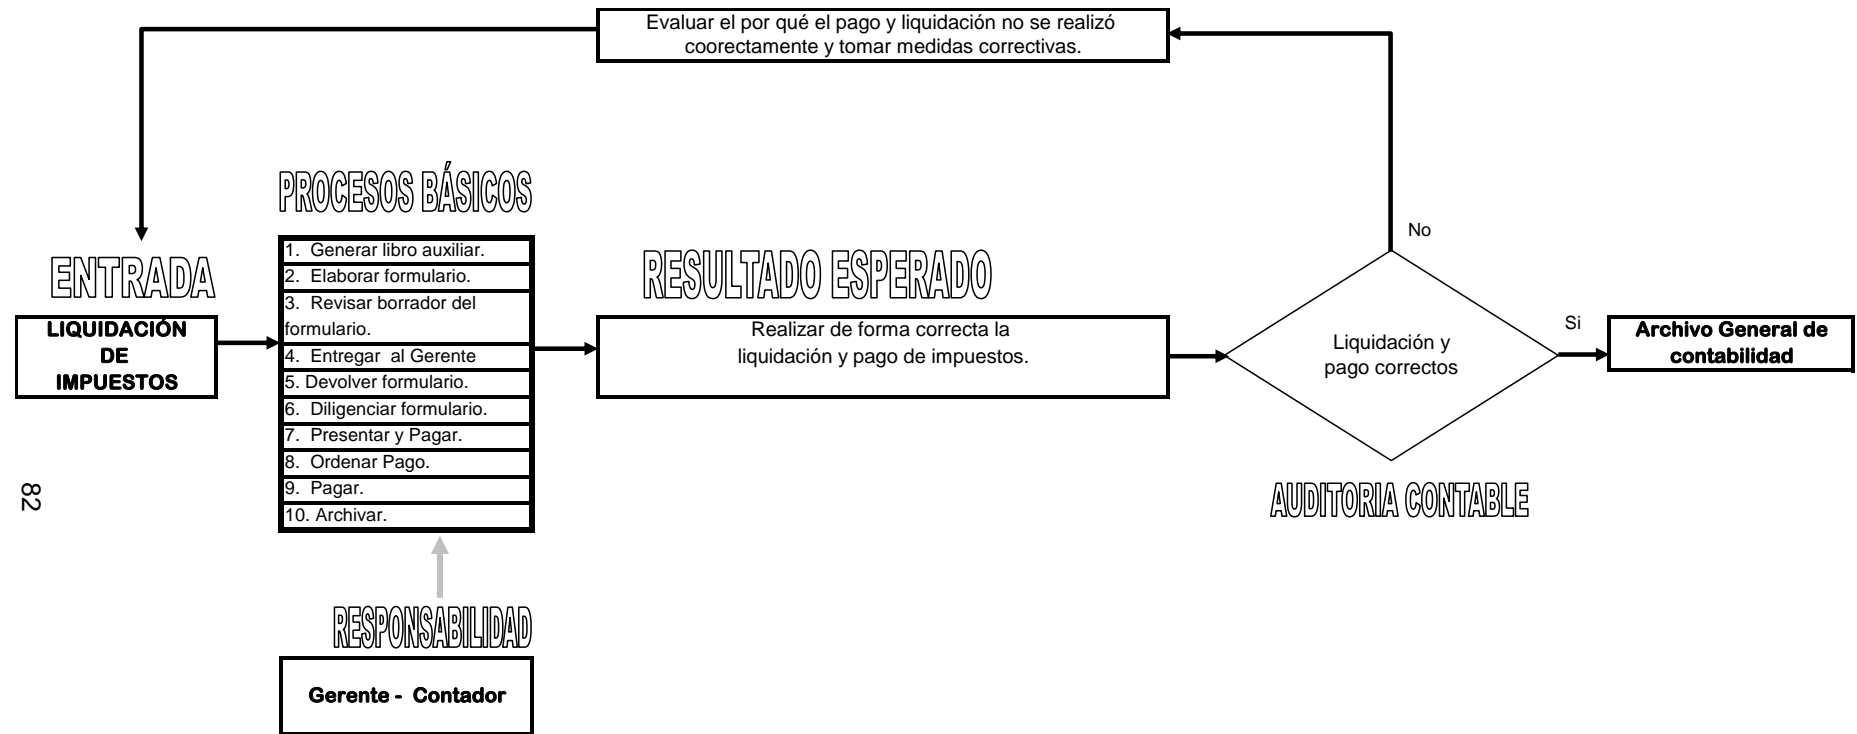 Evaluar el por qué el pago y liquidación no se realizó
coorectamente y tomar medidas correctivas.
PROCESOS BÁSICOS
No
ENTRADA
LIQUIDACIÓN
DE
IMPUESTOS
1. Generar libro auxiliar.
2. Elaborar formulario.
3. Revisar borrador del
formulario.
4. Entregar al Gerente
5. Devolver formulario.
6. Diligenciar formulario.
7. Presentar y Pagar.
8. Ordenar Pago.
9. Pagar.
10. Archivar.
RESULTADO ESPERADO
Realizar de forma correcta la
liquidación y pago de impuestos.
Liquidación y
pago correctos
Si
Archivo General de
contabilidad
AUDITORIA CONTABLE
82
RESPONSABILIDAD
Gerente - Contador